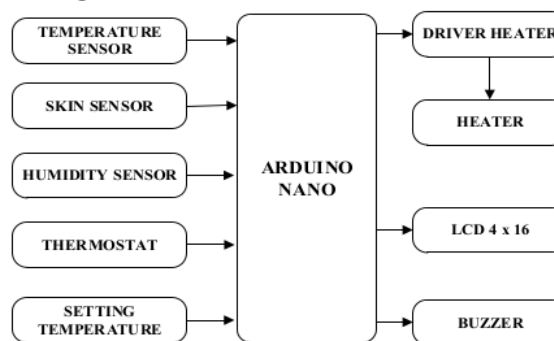 TEMPERATURE
SENSOR
SKIN SENSOR
HUMIDITY SENSOR
THERMOSTAT
SETTING
TEMPERATURE
ARDUINO
NANO
DRIVER HEATER
HEATER
LCD 4 x 16
BUZZER